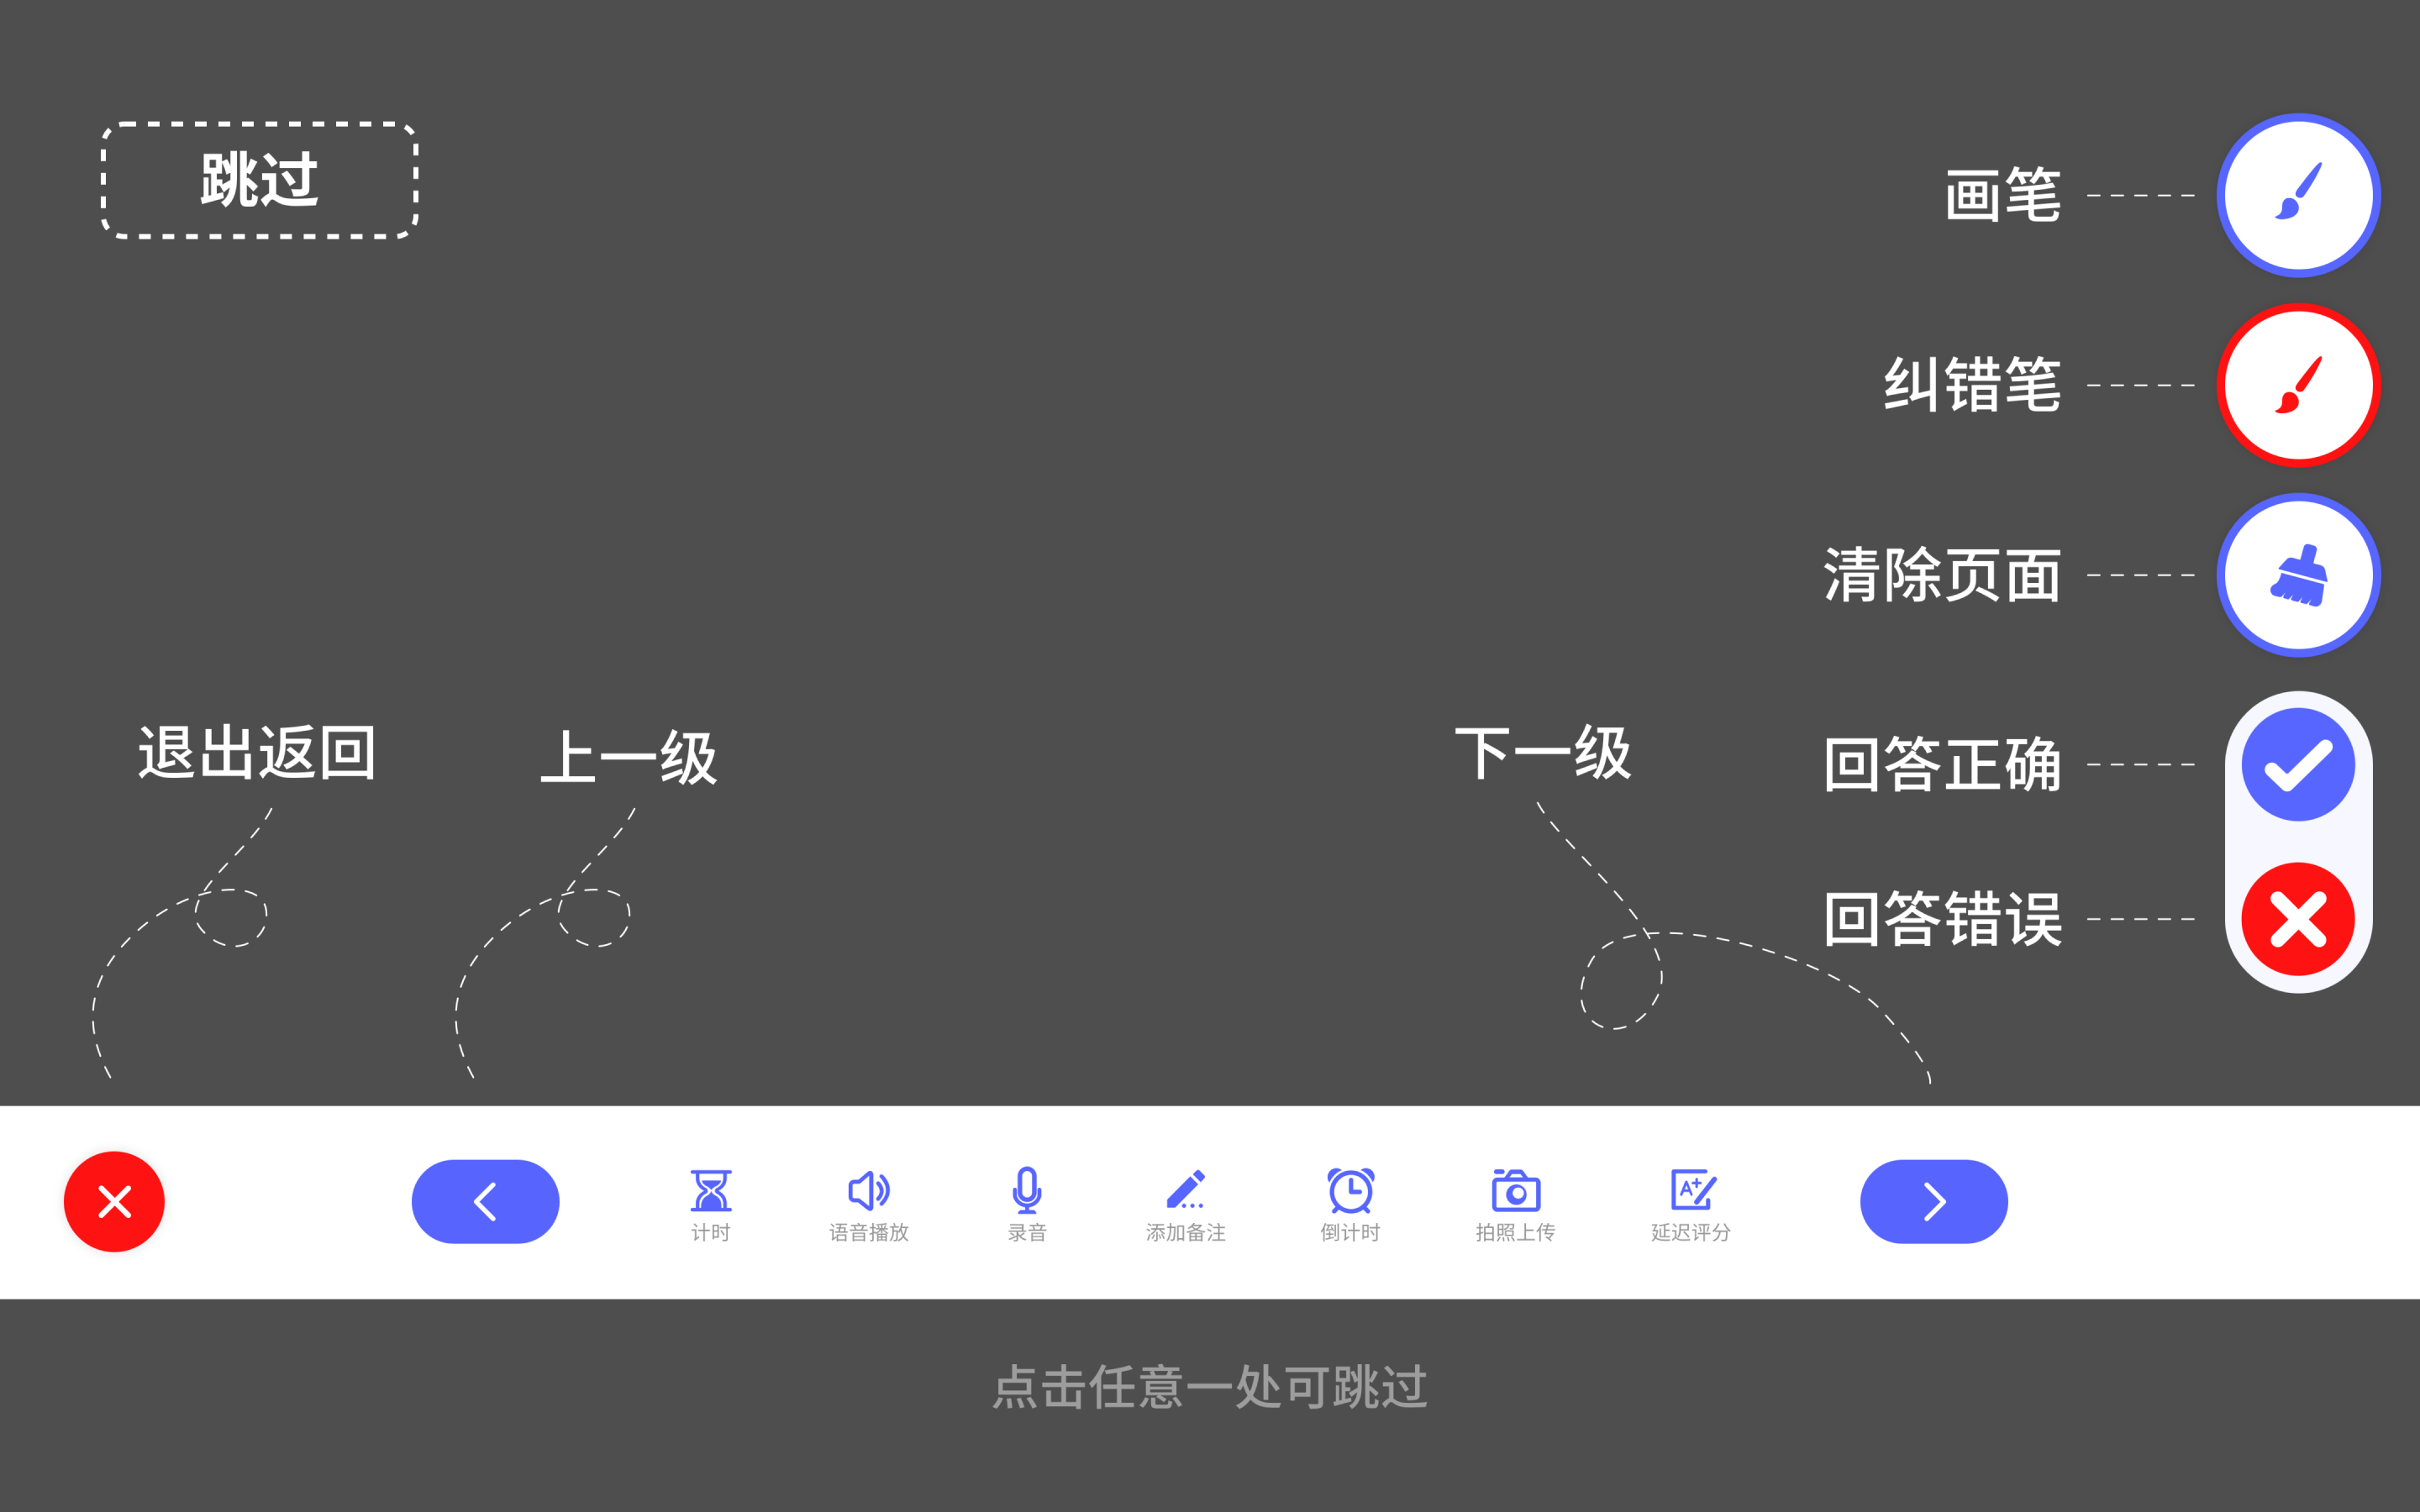 跳过
画笔
纠错笔
清除页面
退出返回
上一级
下一级
回答正确
回答错误
计时
语音播放
录音
添加备注
倒计时
拍照上传
延迟评分
点击任意一处可跳过